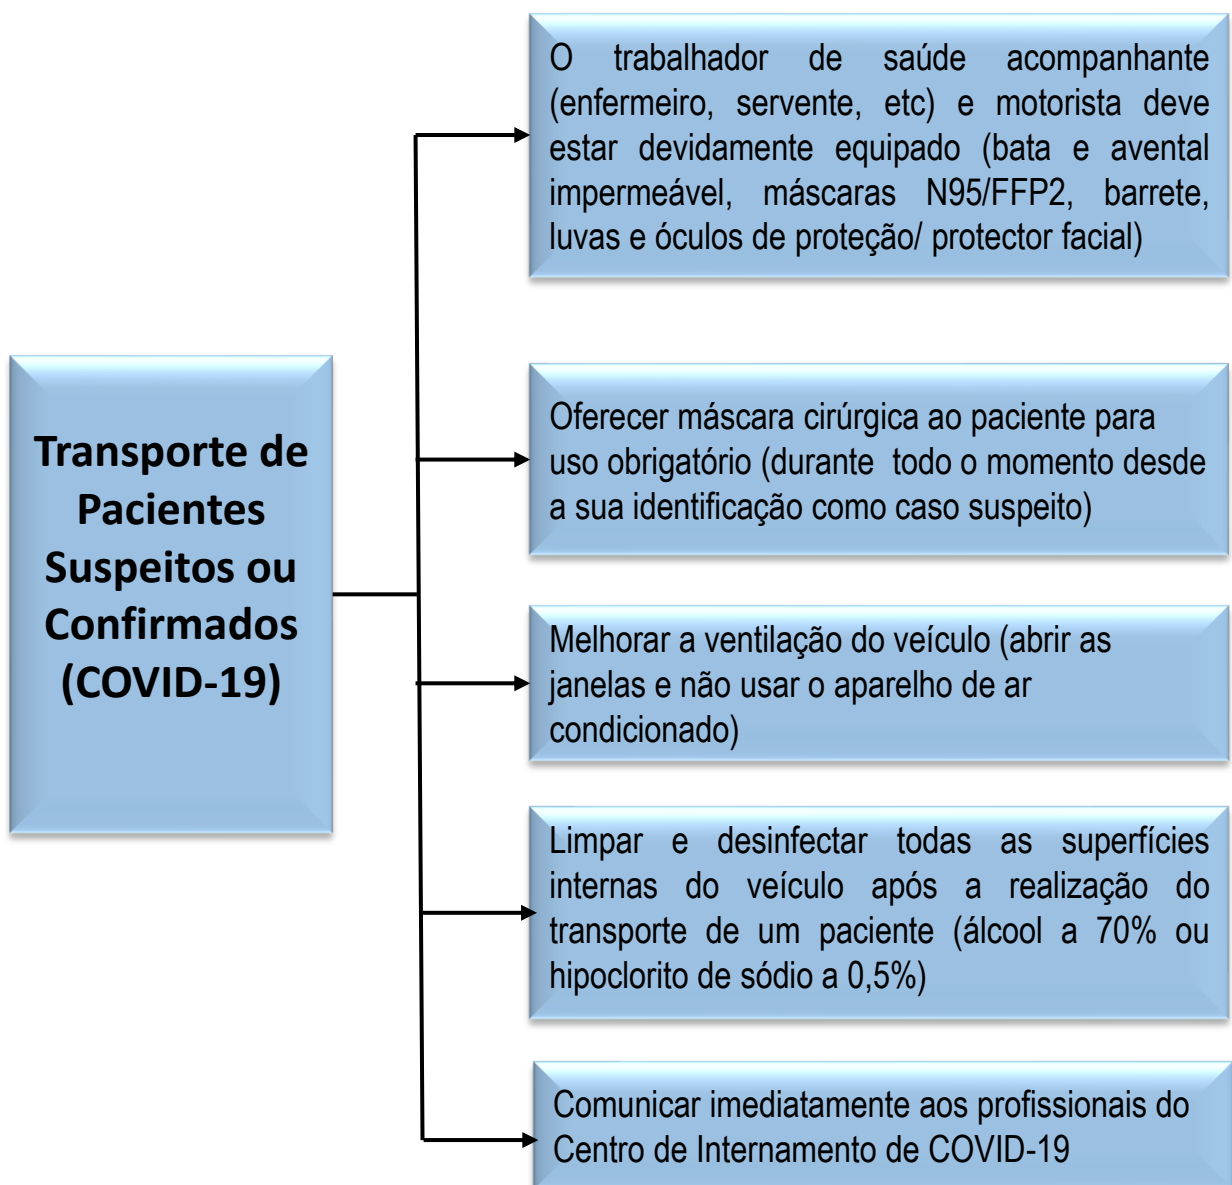 Transporte de
Pacientes
Suspeitos ou
Confirmados
(COVID-19)
O trabalhador de saúde acompanhante
(enfermeiro, servente, etc) e motorista deve
estar devidamente equipado (bata e avental
impermeável, máscaras N95/FFP2, barrete,
luvas e óculos de proteção/ protector facial)
Oferecer máscara cirúrgica ao paciente para
uso obrigatório (durante todo o momento desde
a sua identificação como caso suspeito)
Melhorar a ventilação do veículo (abrir as
janelas e não usar o aparelho de ar
condicionado)
Limpar e desinfectar todas as superfícies
internas do veículo após a realização do
transporte de um paciente (álcool a 70% ou
hipoclorito de sódio a 0,5%)
Comunicar imediatamente aos profissionais do
Centro de Internamento de COVID-19